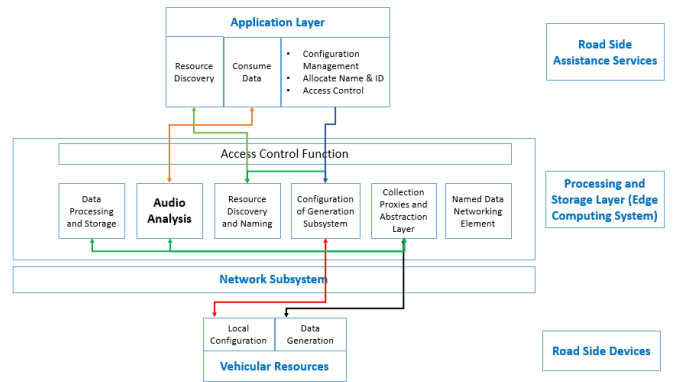 Application Layer
Resource
Discovery
Consume
Data
• Configuration
Management
• Allocate Name & ID
• Access Control
Road Side
Assistance Services
Access Control Function
Data
Processing
and Storage
Audio
Analysis
Resource
Discovery
and Naming
Configuration
of Generation
Subsystem
Collection
Proxies and
Abstraction
Layer
Named Data
Networking
Element
Processing and
Storage Layer (Edge
Computing System)
Network Subsystem
Local
Configuration
Data
Generation
Vehicular Resources
Road Side Devices